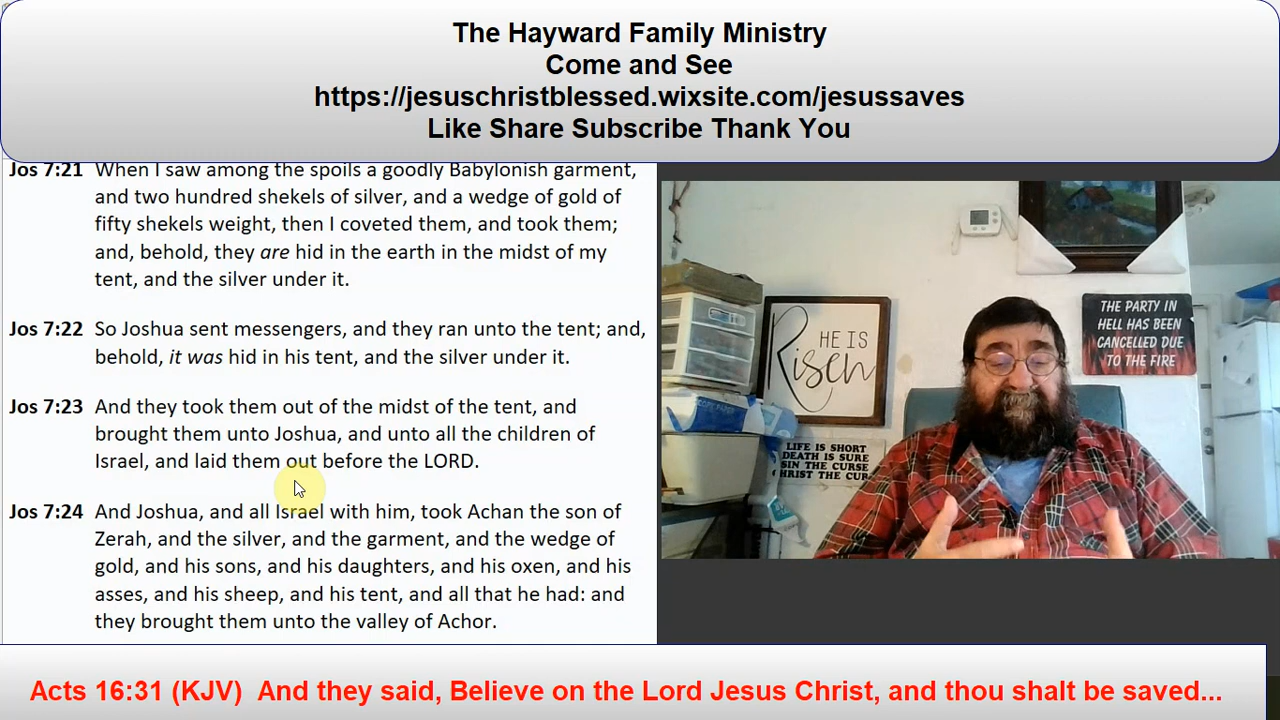 The Hayward Family Ministry
Come and See
https://jesuschristblessed.wixsite.com/jesussaves
Like Share Subscribe Thank You
Jos 7:21 When I saw among the spoils a goodly Babylonish garment,
and two hundred shekels of silver, and a wedge of gold of
fifty shekels weight, then I coveted them, and took them;
and, behold, they are hid in the earth in the midst of my
tent, and the silver under it.
Jos 7:22 So Joshua sent messengers, and they ran unto the tent; and,
behold, it was hid in his tent, and the silver under it.
Jos 7:23 And they took them out of the midst of the tent, and
brought them unto Joshua, and unto all the children of
Israel, and laid them out before the LORD.
Jos 7:24 And Joshua, and all Israel with him, took Achan the son of
Zerah, and the silver, and the garment, and the wedge of
gold, and his sons, and his daughters, and his oxen, and his
asses, and his sheep, and his tent, and all that he had: and
they brought them unto the valley of Achor.
HE IS
Risen
THE PARTY IN
HELL HAS BEEN
CANCELLED DUE
TO THE FIRE
LIFE IS SHORT
DEATH IS SURE
SIN THE CURSE
CHRIST THE CUR
Acts 16:31 (KJV) And they said, Believe on the Lord Jesus Christ, and thou shalt be saved...